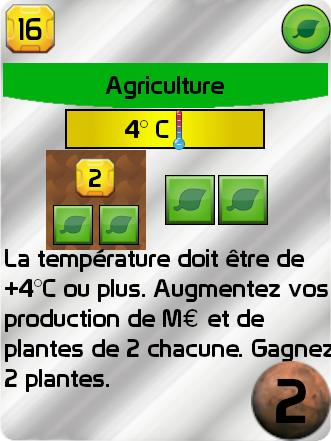 16
Agriculture
4° C
2
La température doit être de
+4°C ou plus. Augmentez vos
production de M€ et de
plantes de 2 chacune. Gagnez
2 plantes.
2